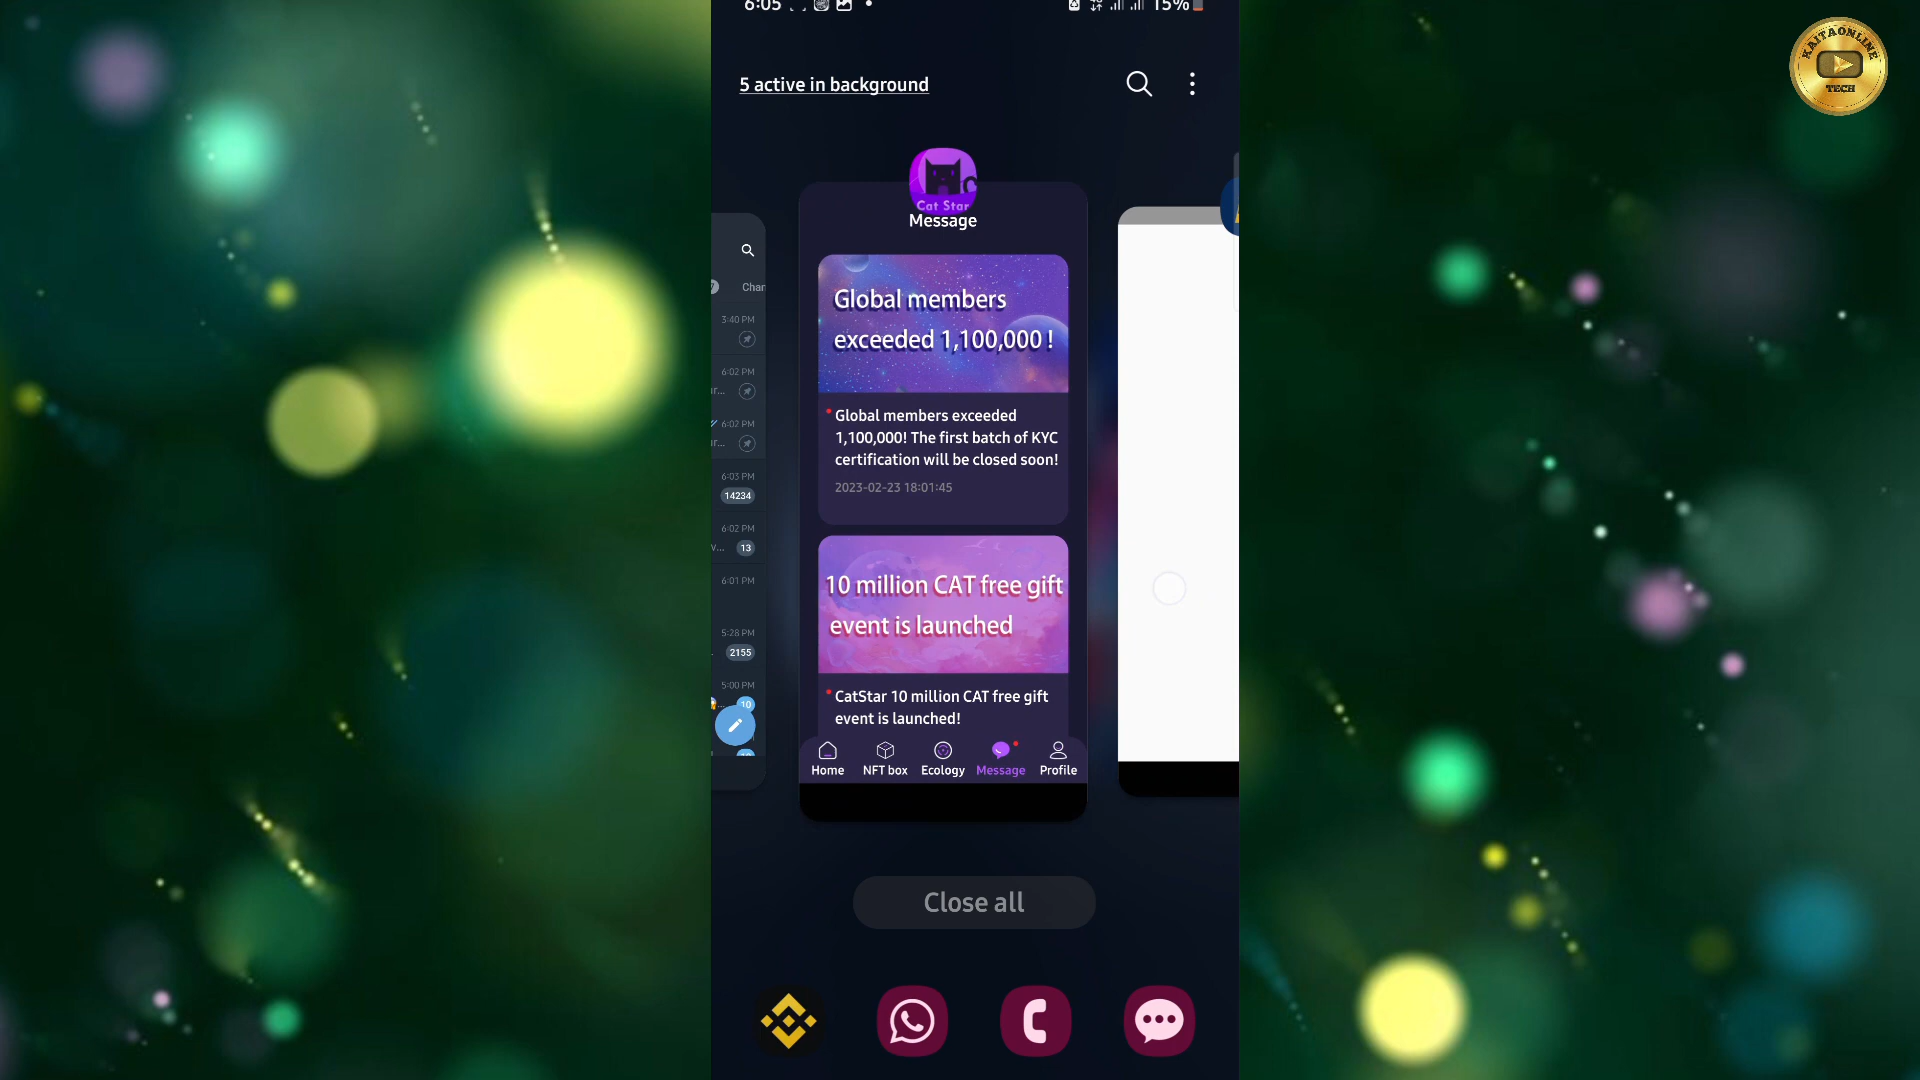 6:05
15%
KAITAONLINE
TECH
5 active in background
Cat Star
Message
Chan
3:40 PM
6:02 PM
6:02 PM
6:03 PM
14234
6:02 PM
13
6:01 PM
5:28 PM
2155
5:00 PM
10
Global members
exceeded 1,100,000 !
Global members exceeded
1,100,000! The first batch of KYC
certification will be closed soon!
2023-02-23 18:01:45
10 million CAT free gift
event is launched
CatStar 10 million CAT free gift
event is launched!
Home
NFT box
Ecology
Message
Profile
Close all